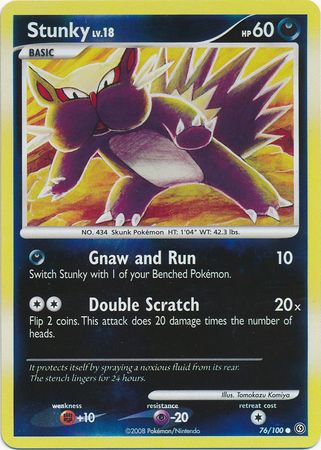 Stunky LV.18
HP 60
BASIC
NO. 434 Skunk Pokémon HT: 1'04" WT: 42.3 lbs.
Gnaw and Run 10
Switch Stunky with 1 of your Benched Pokémon.
Double Scratch 20x
Flip 2 coins. This attack does 20 damage times the number of
heads.
It protects itself by spraying a noxious fluid from its rear.
The stench lingers for 24 hours.
Illus. Tomokazu Komiya
weakness resistance retreat cost
+10 -20
©2008 Pokémon/Nintendo 76/100